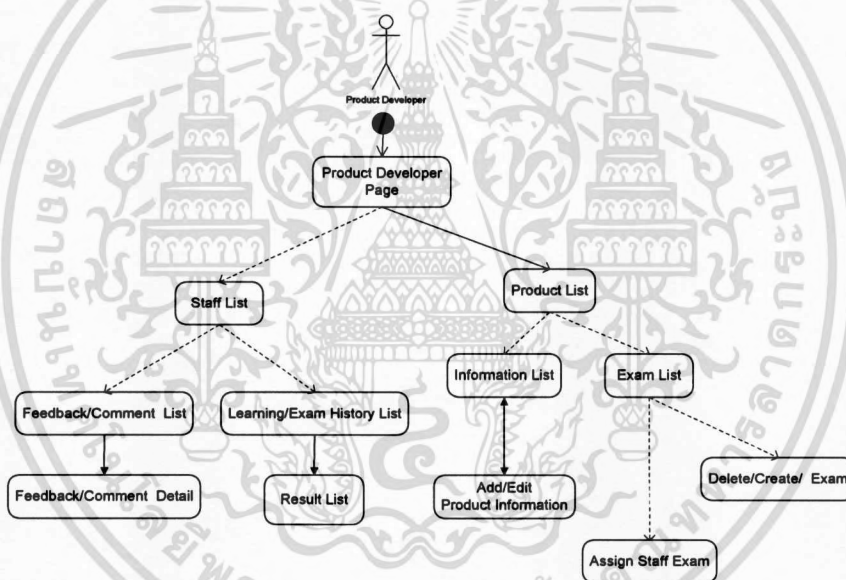 Product Developer
Product Developer
Page
Staff List
Product List
Information List
Exam List
Feedback/Comment List
Learning/Exam History List
Feedback/Comment Detail
Result List
Add/Edit
Product Information
Delete/Create/ Exam
Assign Staff Exam